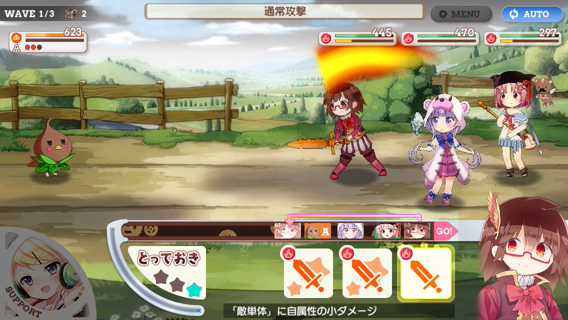 WAVE 1/3 2
通常攻撃
MENU
AUTO
623
A
445
470
297
A
GO!
とっておき
SUPPORT
「敵単体」に自属性の小ダメージ